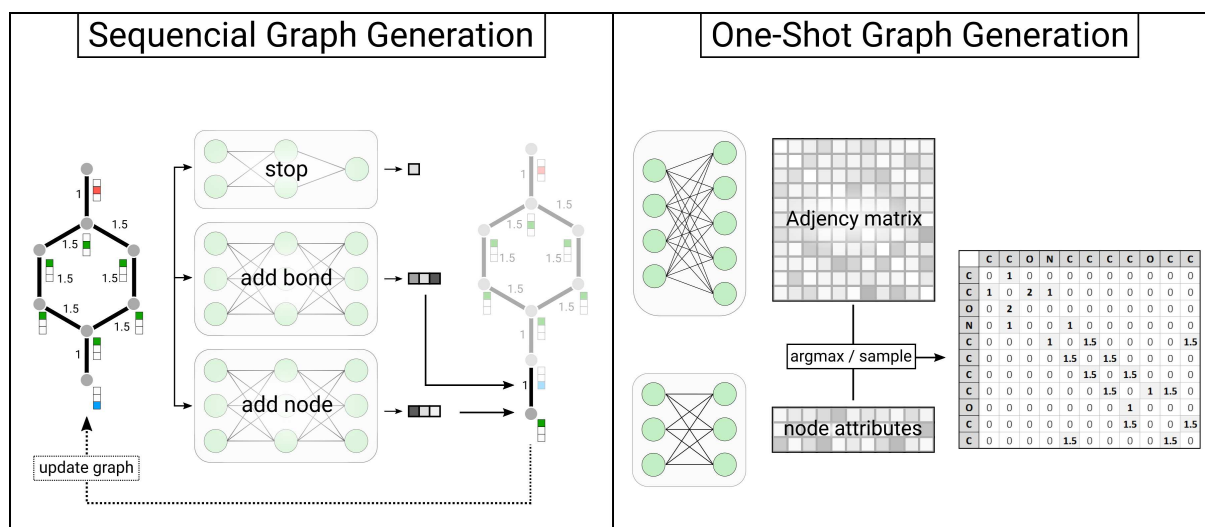 Sequencial Graph Generation
1
1.5
1.5
1.5
1.5
1.5
1.5
1
update graph
stop
add bond
add node
1
1.5
1.5
1.5
1.5
1.5
1.5
1
1
One-Shot Graph Generation
Adjency matrix
argmax / sample
node attributes
C C O N C C C C O C C
C 0 1 0 0 0 0 0 0 0 0 0
C 1 0 2 1 0 0 0 0 0 0 0
O 0 2 0 0 0 0 0 0 0 0 0
N 0 1 0 0 1 0 0 0 0 0 0
C 0 0 0 1 0 1.5 0 0 0 0 1.5
C 0 0 0 0 1.5 0 1.5 0 0 0 0
C 0 0 0 0 0 1.5 0 1.5 0 0 0
C 0 0 0 0 0 0 1.5 0 1 1.5 0
O 0 0 0 0 0 0 0 1 0 0 0
C 0 0 0 0 0 0 0 1.5 0 0 1.5
C 0 0 0 0 1.5 0 0 0 0 1.5 0